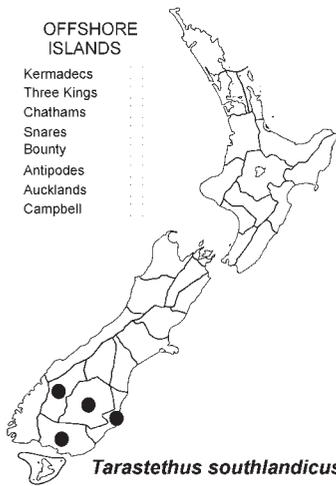 OFFSHORE
ISLANDS
Kermadecs
Three Kings
Chathams
Snares
Bounty
Antipodes
Aucklands
Campbell
Tarastethus southlandicus